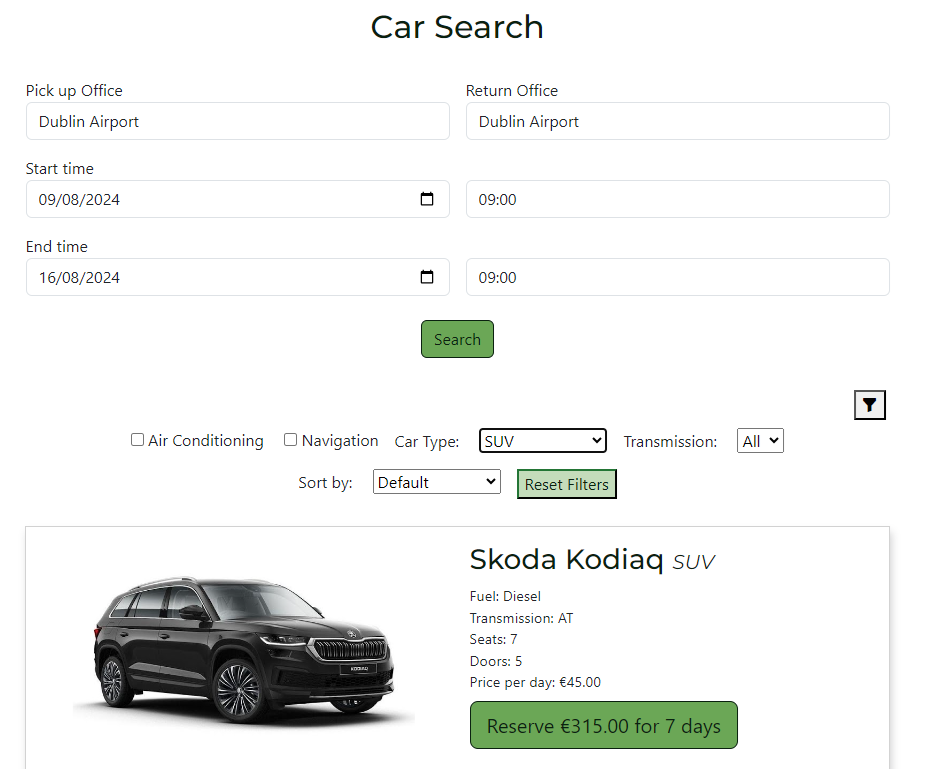 Car Search
Pick up Office Return Office
Dublin Airport Dublin Airport
Start time
09/08/2024 09:00
End time
16/08/2024 09:00
Search
Air Conditioning Navigation Car Type: SUV Transmission: All
Sort by: Default Reset Filters
Skoda Kodiaq SUV
Fuel: Diesel
Transmission: AT
Seats: 7
Doors: 5
Price per day: €45.00
KODIAQ
Reserve €315.00 for 7 days